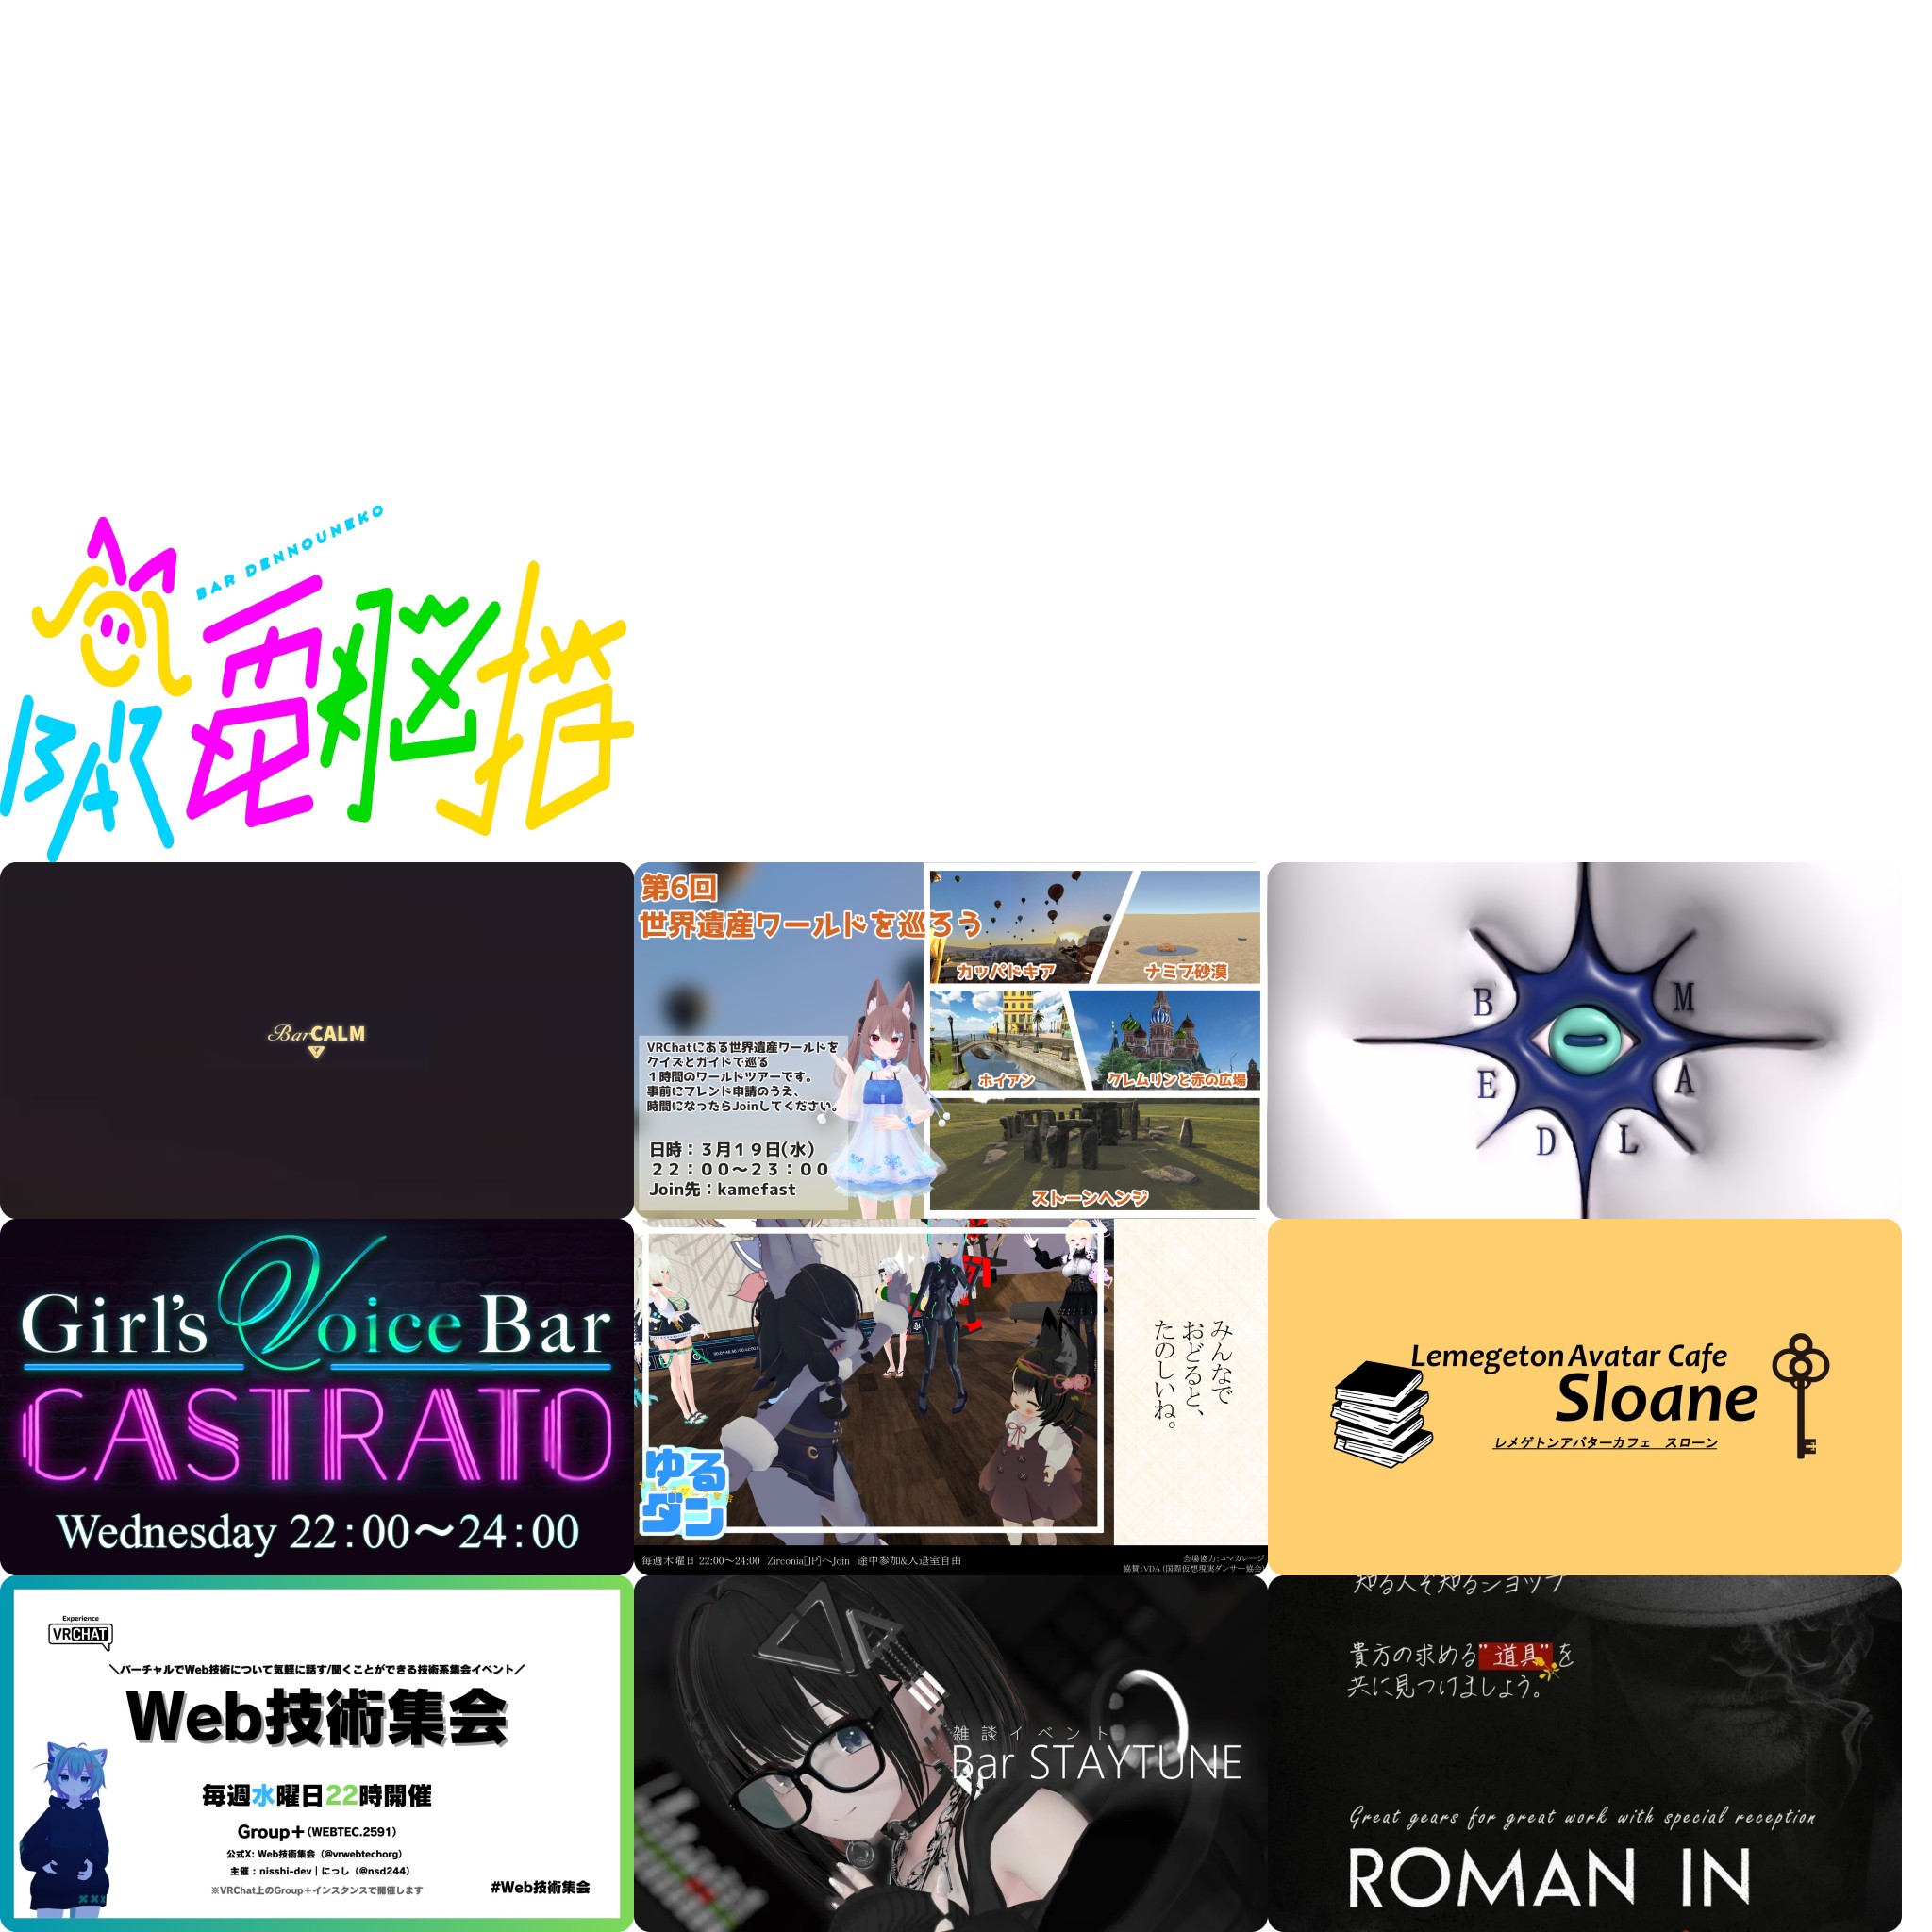 BAR DENNOUNEKO
BAR
電脳猫
Bar CALM
第6回
世界遺産ワールドを巡ろう
カッパドキア
ナミブ砂漠
ホイアン
クレムリンと赤の広場
ストーンヘンジ
VRChatにある世界遺産ワールドを
クイズとガイドで巡る
1時間のワールドツアーです。
事前にフレンド申請のうえ、
時間になったらJoinしてください。
日時：３月１９日(水)
２２：００〜２３：００
Join先：kamefast
B
M
E
A
D
L
Girl's Voice Bar
CASTRATO
Wednesday 22:00〜24:00
みんなで
おどると、
たのしいね。
ゆる
ダン
毎週木曜日 22:00〜24:00 Zirconia[JP]へJoin 途中参加&入退室自由
会場協力：コマガレージ
協賛：VDA (国際仮想現実ダンサー協会)
Lemegeton Avatar Cafe
Sloane
レメゲトンアバターカフェ　スローン
Experience
VRCHAT
＼バーチャルでWeb技術について気軽に話す/聞くことができる技術系集会イベント／
Web技術集会
毎週水曜日22時開催
Group+ (WEBTEC.2591)
公式X: Web技術集会（@vrwebtechorg）
主催 : nisshi-dev｜にっし（@nsd244）
※VRChat上のGroup+インスタンスで開催します
#Web技術集会
雑談イベント
Bar STAYTUNE
知る人ぞ知るショップ
貴方の求める"道具"を
共に見つけましょう。
Great gears for great work with special reception
ROMAN IN